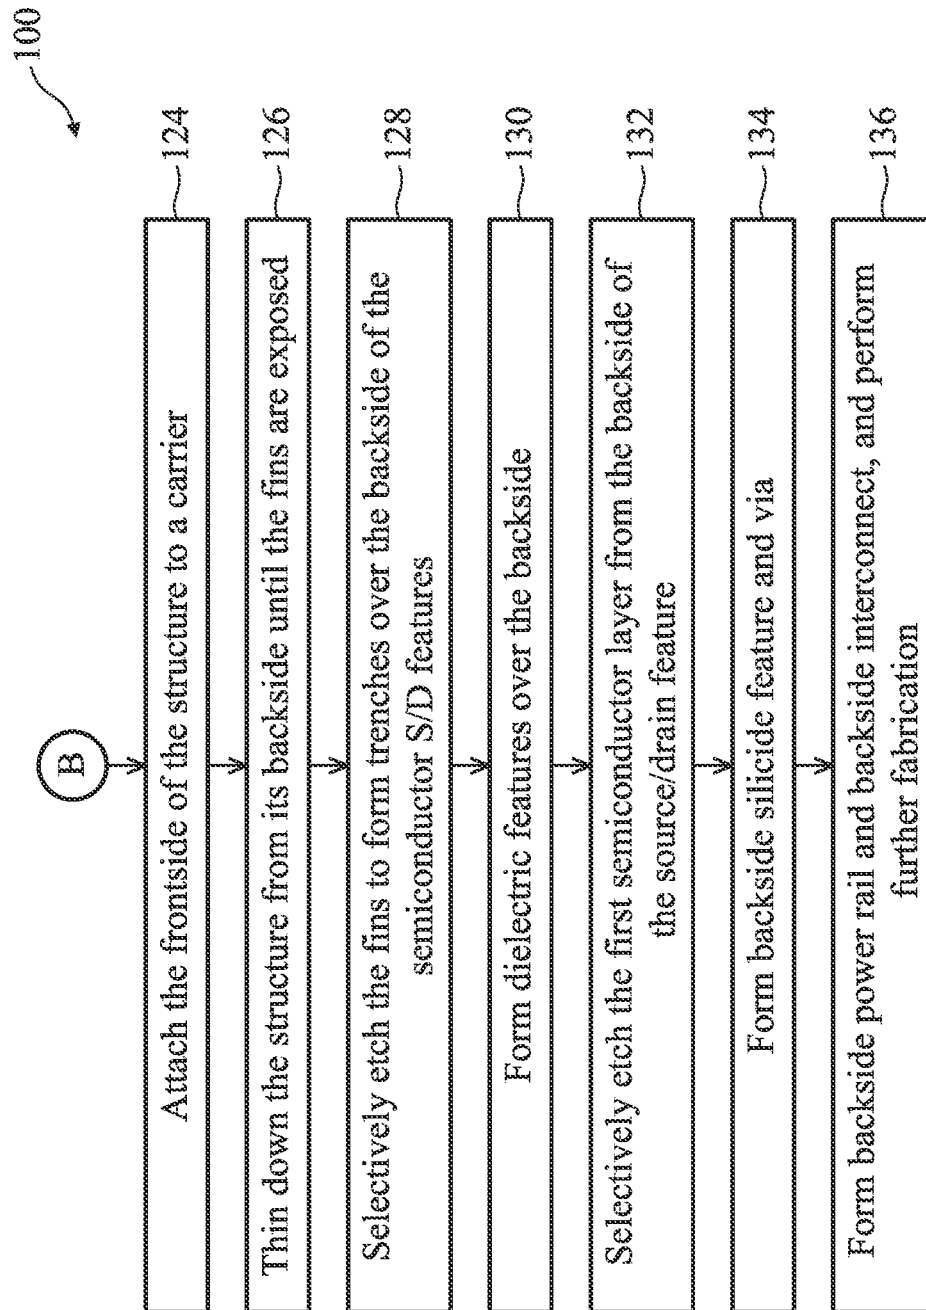 100
B
Attach the frontside of the structure to a carrier
124
Thin down the structure from its backside until the fins are exposed
126
Selectively etch the fins to form trenches over the backside of the
semiconductor S/D features
128
Form dielectric features over the backside
130
Selectively etch the first semiconductor layer from the backside of
the source/drain feature
132
Form backside silicide feature and via
134
Form backside power rail and backside interconnect, and perform
further fabrication
136